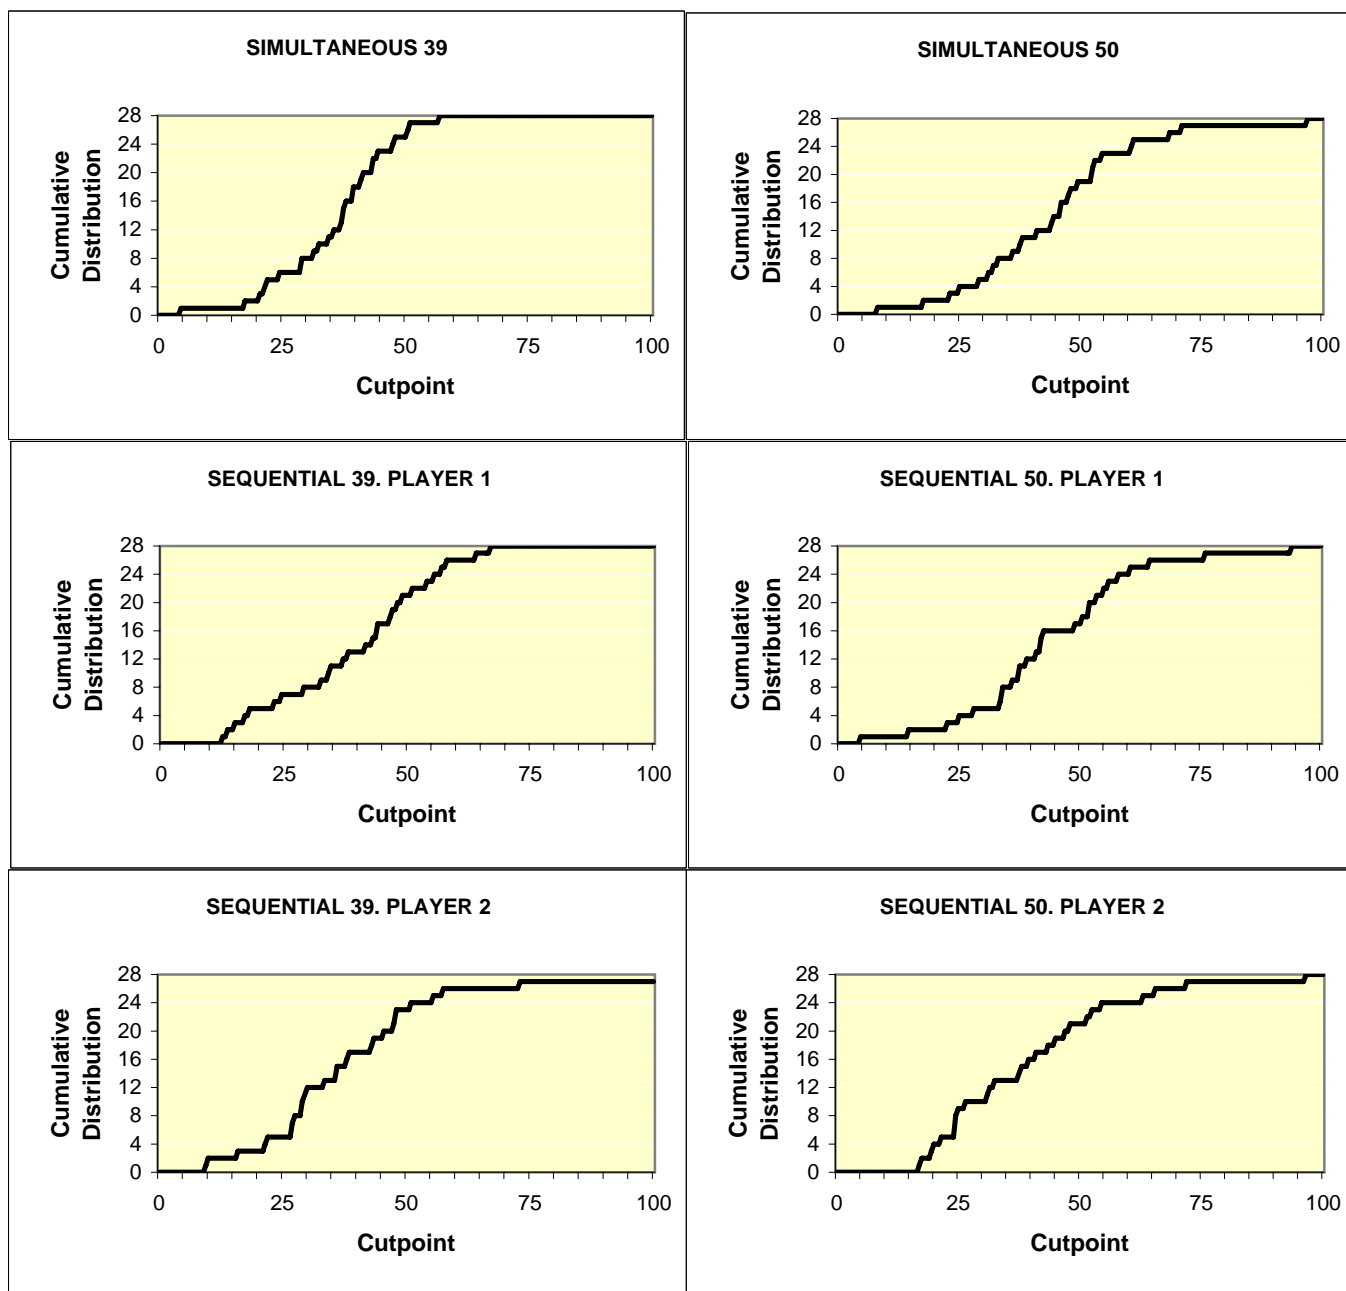 SIMULTANEOUS 39
Cumulative
Distribution
28
24
20
16
12
8
4
0
0 25 50 75 100
Cutpoint
SIMULTANEOUS 50
Cumulative
Distribution
28
24
20
16
12
8
4
0
0 25 50 75 100
Cutpoint
SEQUENTIAL 39. PLAYER 1
Cumulative
Distribution
28
24
20
16
12
8
4
0
0 25 50 75 100
Cutpoint
SEQUENTIAL 50. PLAYER 1
Cumulative
Distribution
28
24
20
16
12
8
4
0
0 25 50 75 100
Cutpoint
SEQUENTIAL 39. PLAYER 2
Cumulative
Distribution
28
24
20
16
12
8
4
0
0 25 50 75 100
Cutpoint
SEQUENTIAL 50. PLAYER 2
Cumulative
Distribution
28
24
20
16
12
8
4
0
0 25 50 75 100
Cutpoint